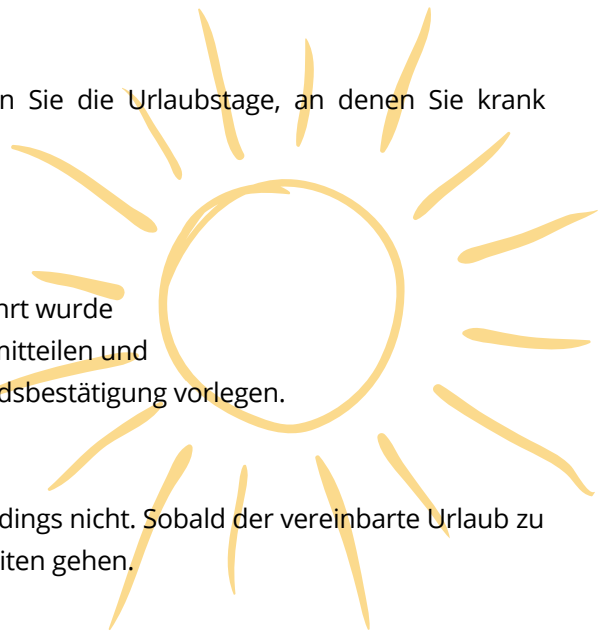 n Sie die Urlaubstage, an denen Sie krank
hrt wurde
mitteilen und
dsbestätigung vorlegen.
dings nicht. Sobald der vereinbarte Urlaub zu
iten gehen.